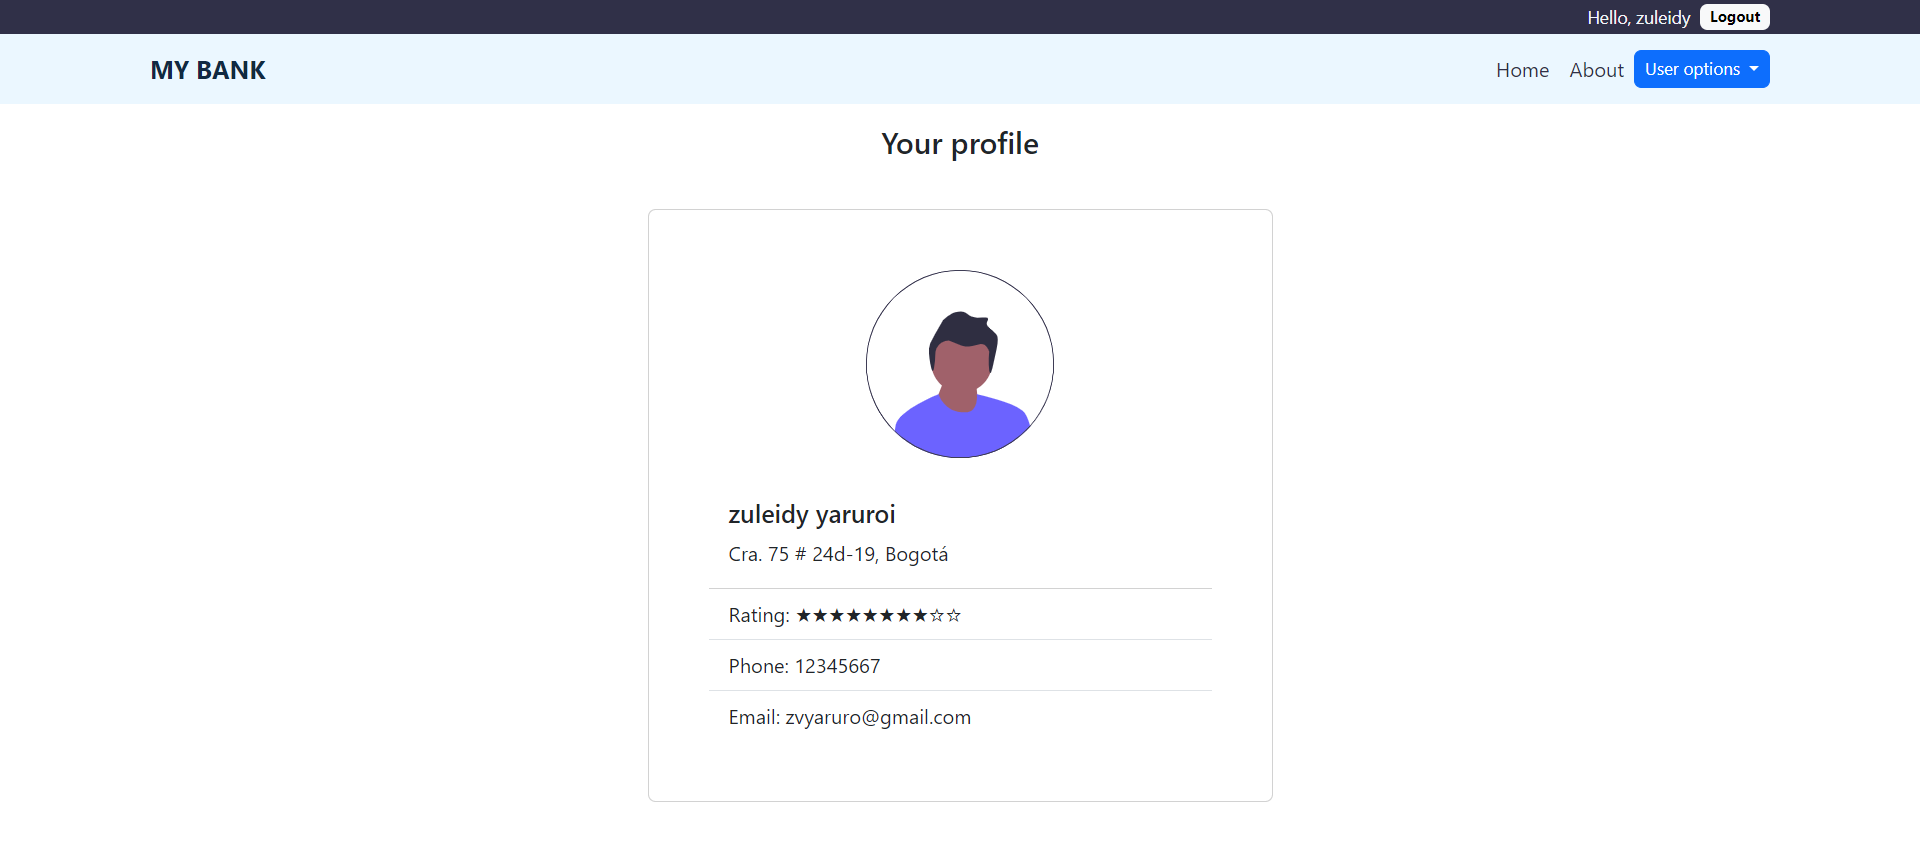 Hello, zuleidy Logout
MY BANK Home About User options
Your profile
zuleidy yaruroi
Cra. 75 # 24d-19, Bogotá
Rating: ★★★★★★★★☆☆
Phone: 12345667
Email: zvyaruro@gmail.com